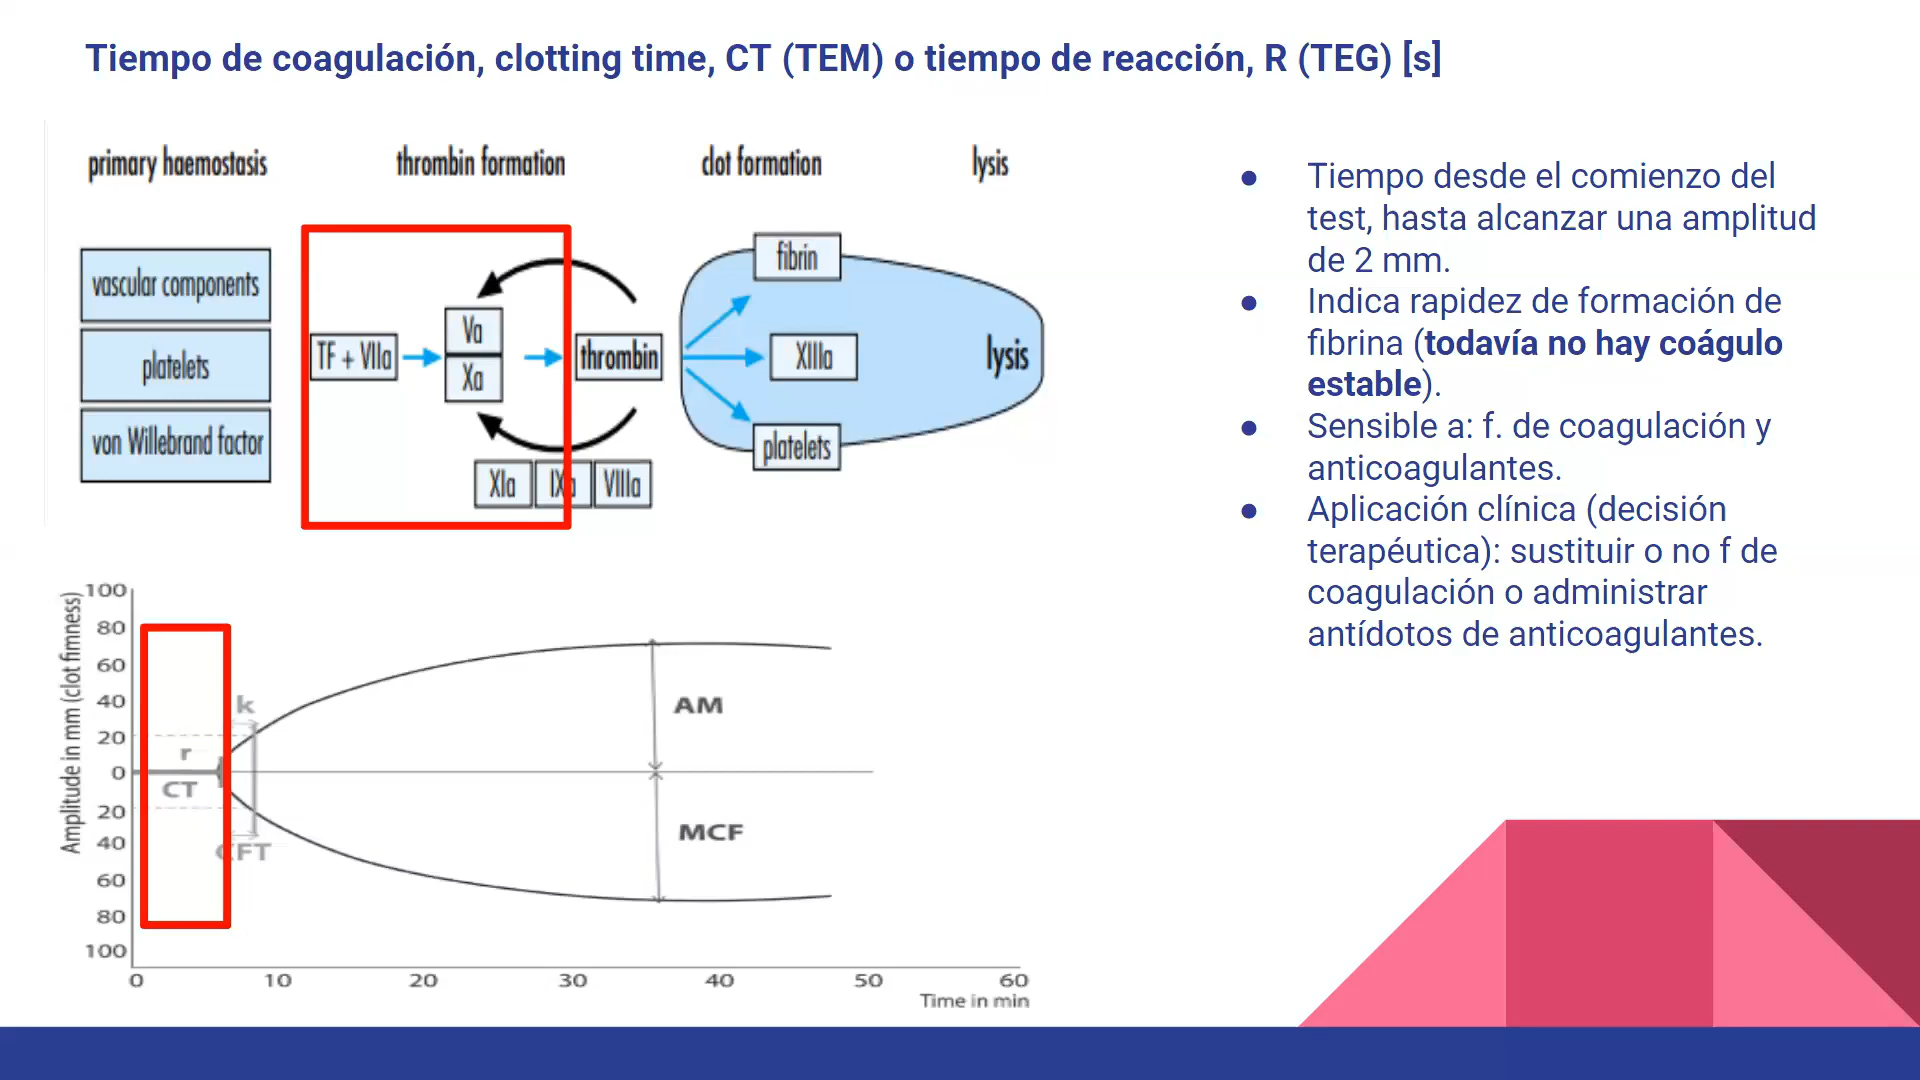 Tiempo de coagulación, clotting time, CT (TEM) o tiempo de reacción, R (TEG) [s]
primary haemostasis
thrombin formation
clot formation
lysis
vascular components
platelets
von Willebrand factor
TF + VIIa
Va
Xa
thrombin
XIa
IXa
VIIIa
fibrin
XIIIa
platelets
lysis
Tiempo desde el comienzo del
test, hasta alcanzar una amplitud
de 2 mm.
Indica rapidez de formación de
fibrina (todavía no hay coágulo
estable).
Sensible a: f. de coagulación y
anticoagulantes.
Aplicación clínica (decisión
terapéutica): sustituir o no f de
coagulación o administrar
antídotos de anticoagulantes.
Amplitude in mm (clot firmness)
100
80
60
40
20
0
20
40
60
80
100
k
r
CT
CFT
AM
MCF
0 10 20 30 40 50 60
Time in min